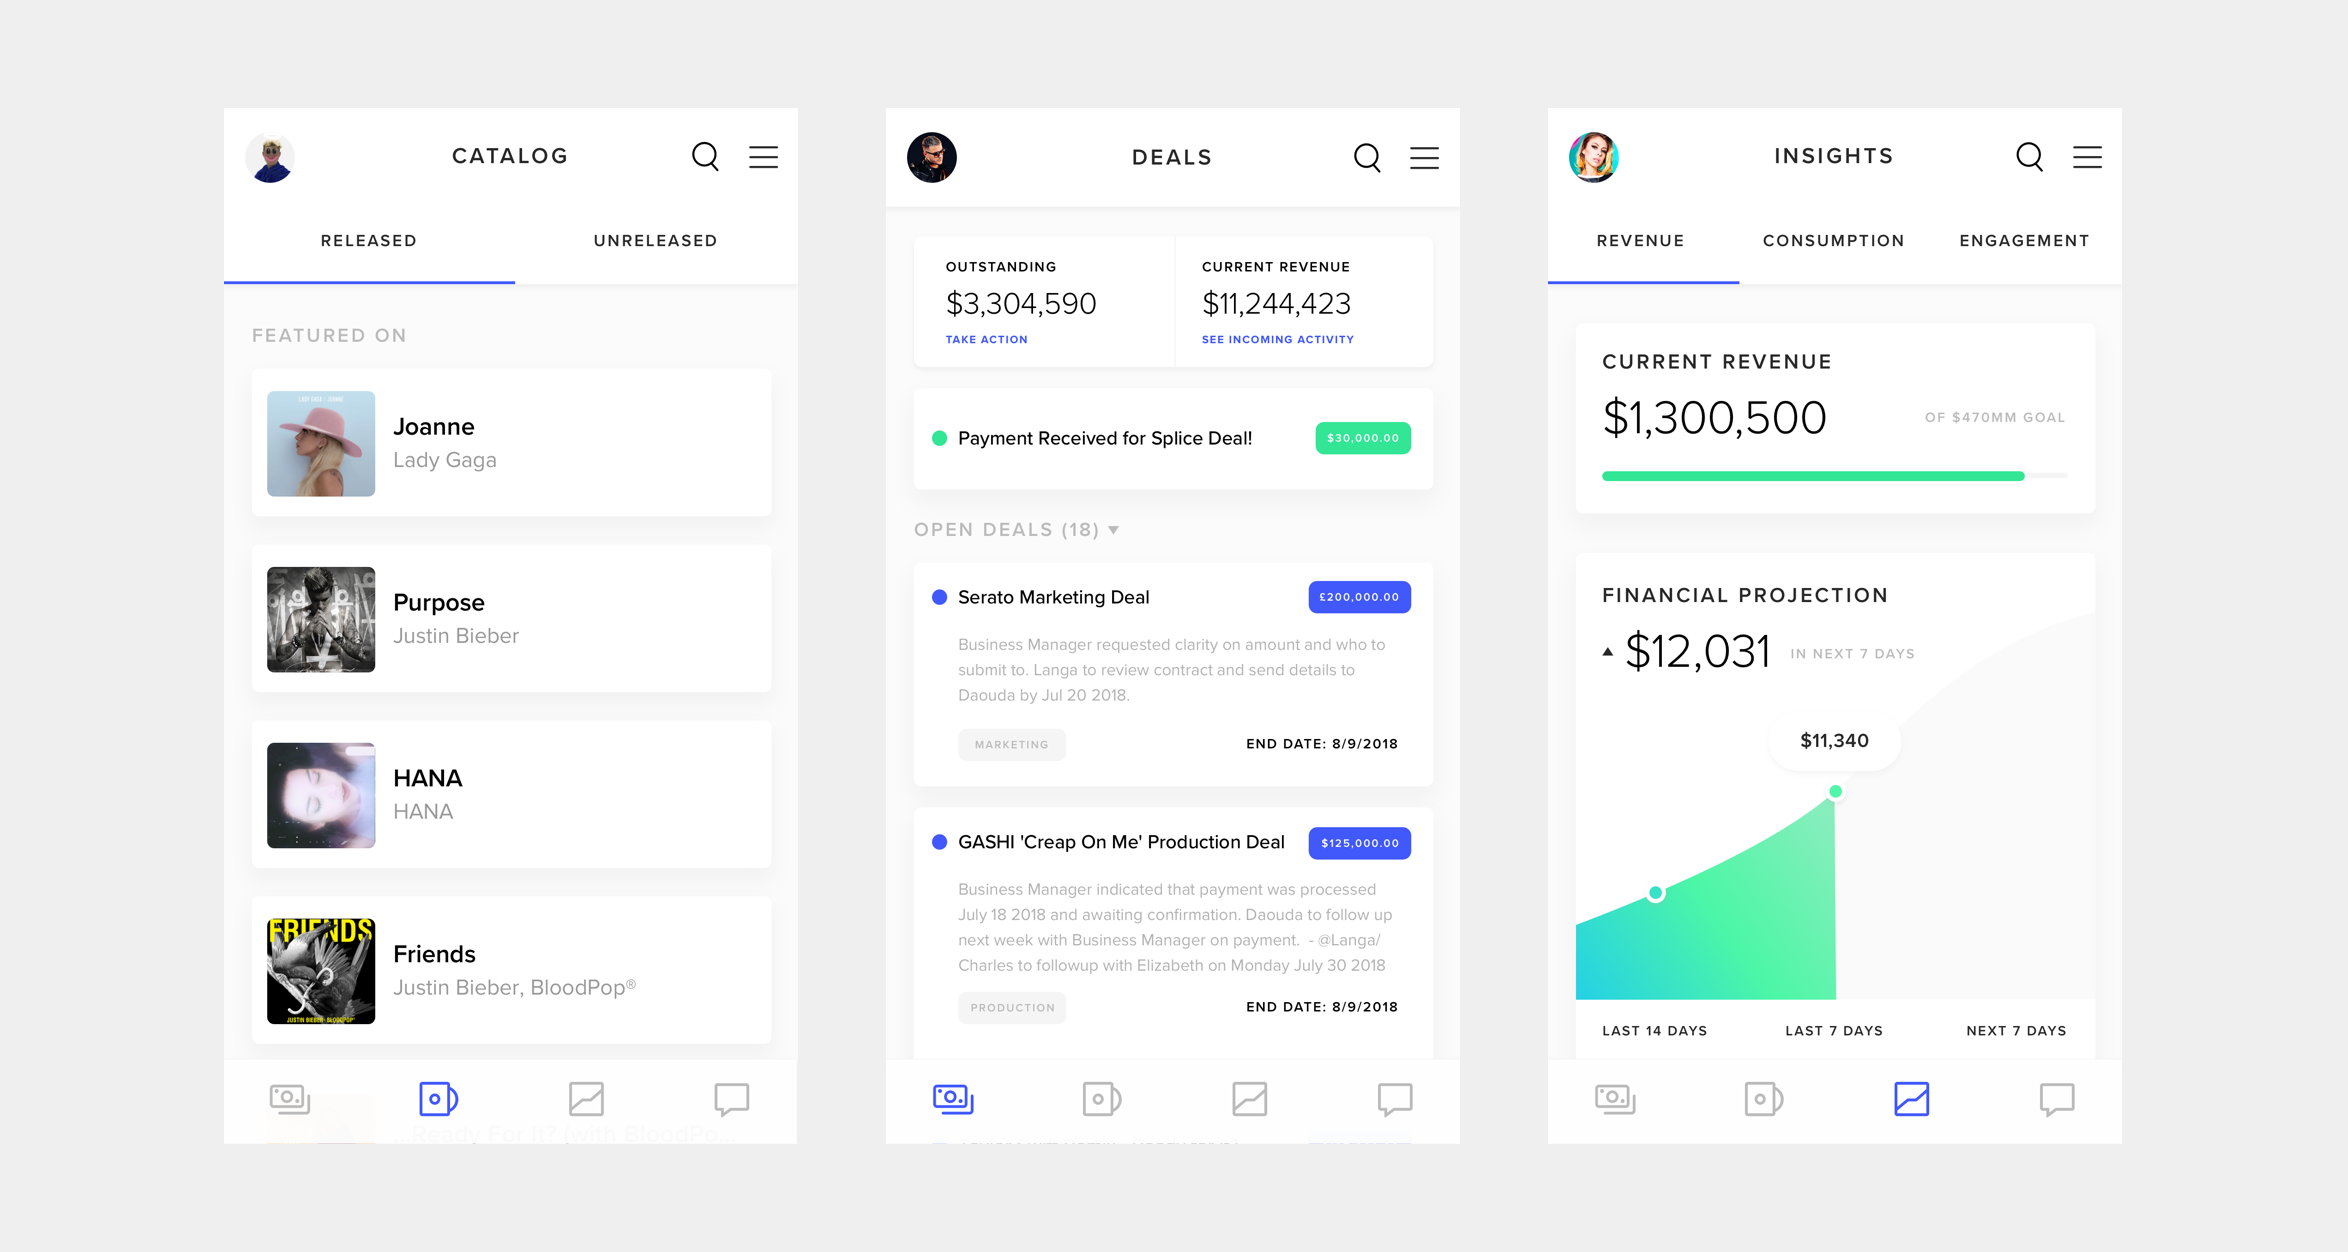 CATALOG
RELEASED
UNRELEASED
FEATURED ON
LADY GAGA / JOANNE
Joanne
Lady Gaga
Purpose
Justin Bieber
HANA
HANA
FRIENDS
JUSTIN BIEBER + BLOODPOP®
Friends
Justin Bieber, BloodPop®
...Ready For It? (with BloodPo...
DEALS
OUTSTANDING
$3,304,590
TAKE ACTION
CURRENT REVENUE
$11,244,423
SEE INCOMING ACTIVITY
Payment Received for Splice Deal!
$30,000.00
OPEN DEALS (18)
Serato Marketing Deal
£200,000.00
Business Manager requested clarity on amount and who to
submit to. Langa to review contract and send details to
Daouda by Jul 20 2018.
MARKETING
END DATE: 8/9/2018
GASHI 'Creap On Me' Production Deal
$125,000.00
Business Manager indicated that payment was processed
July 18 2018 and awaiting confirmation. Daouda to follow up
next week with Business Manager on payment.  - @Langa/
Charles to followup with Elizabeth on Monday July 30 2018
PRODUCTION
END DATE: 8/9/2018
INSIGHTS
REVENUE
CONSUMPTION
ENGAGEMENT
CURRENT REVENUE
$1,300,500
OF $470MM GOAL
FINANCIAL PROJECTION
$12,031
IN NEXT 7 DAYS
$11,340
LAST 14 DAYS
LAST 7 DAYS
NEXT 7 DAYS